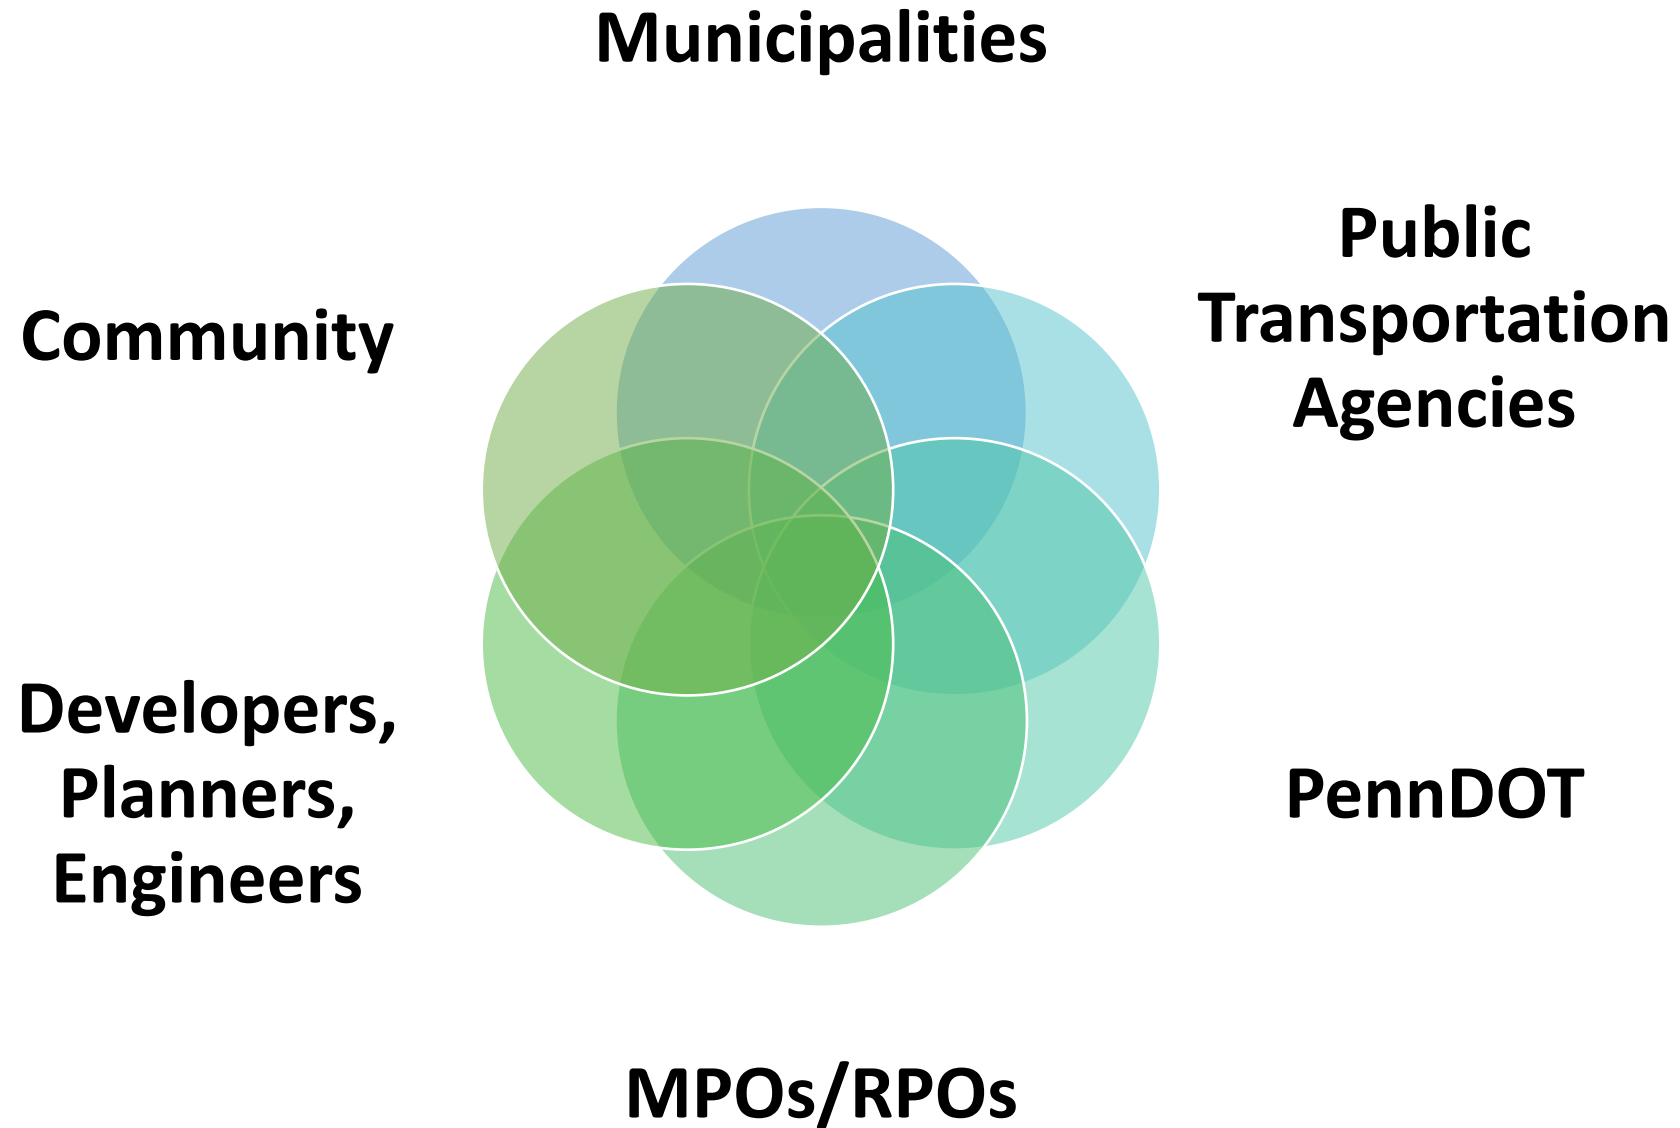 Municipalities
Public
Transportation
Agencies
Community
Developers,
Planners,
Engineers
PennDOT
MPOs/RPOs